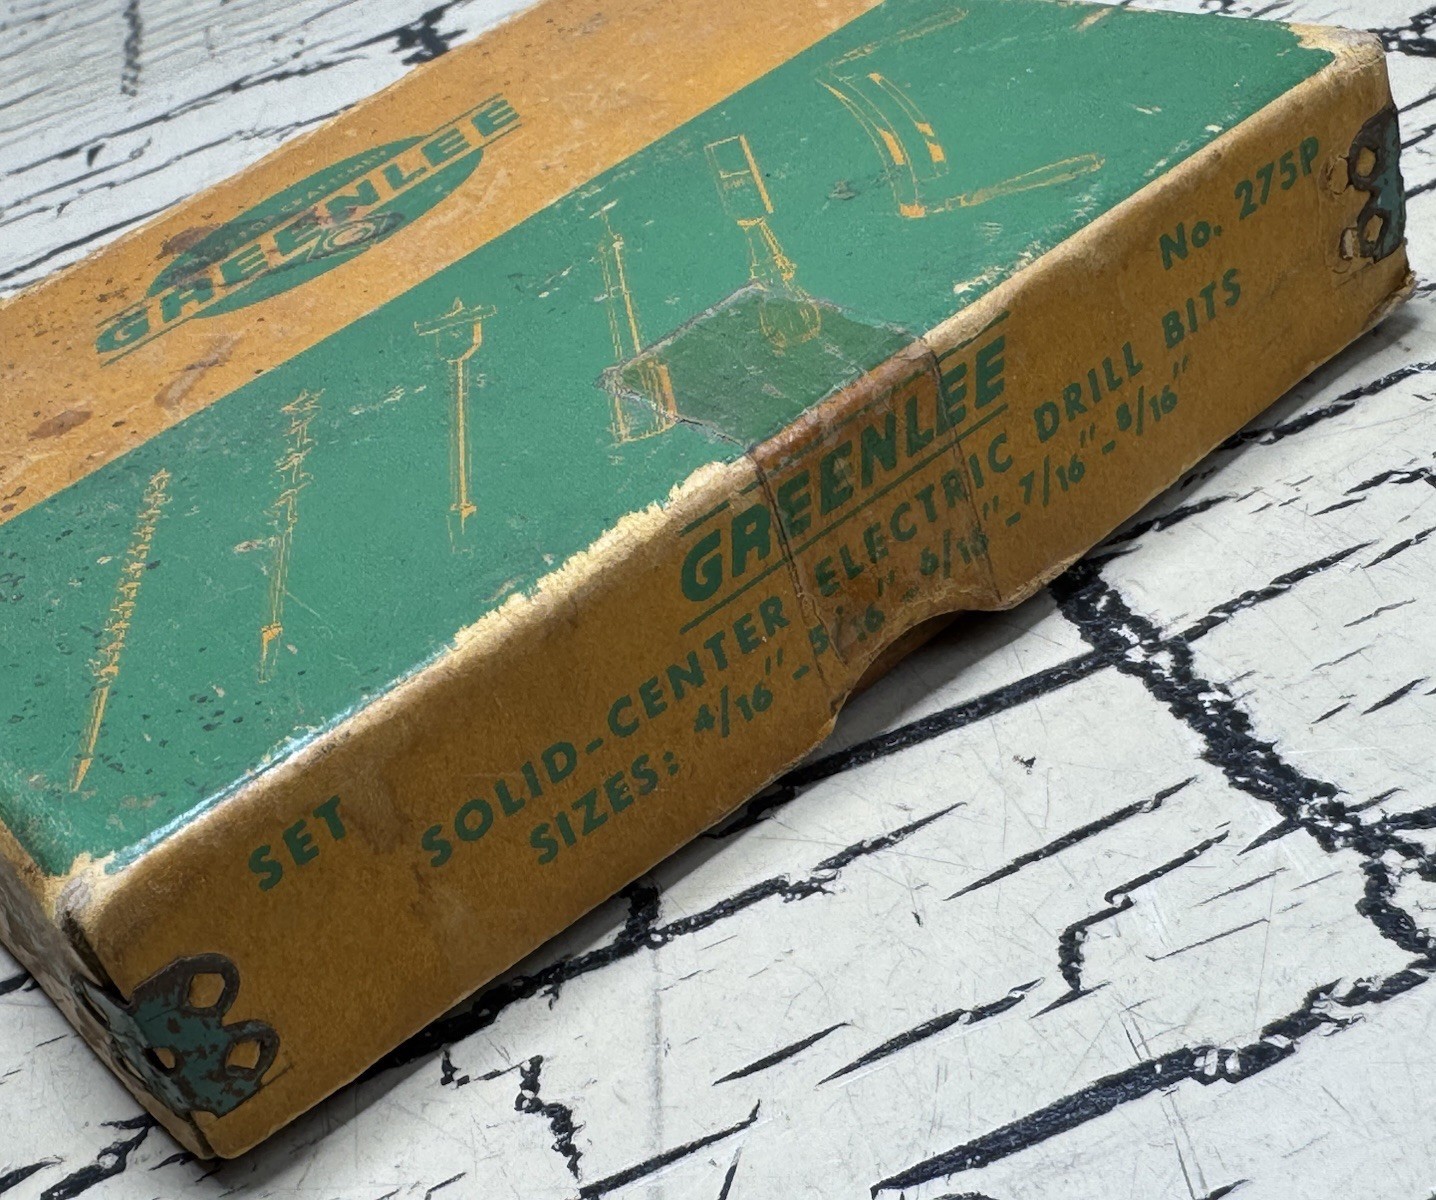 GREENLEE
No. 275P
GREENLEE
SET SOLID-CENTER ELECTRIC DRILL BITS
SIZES: 4/16"-5/16"-6/16"-7/16"-8/16"